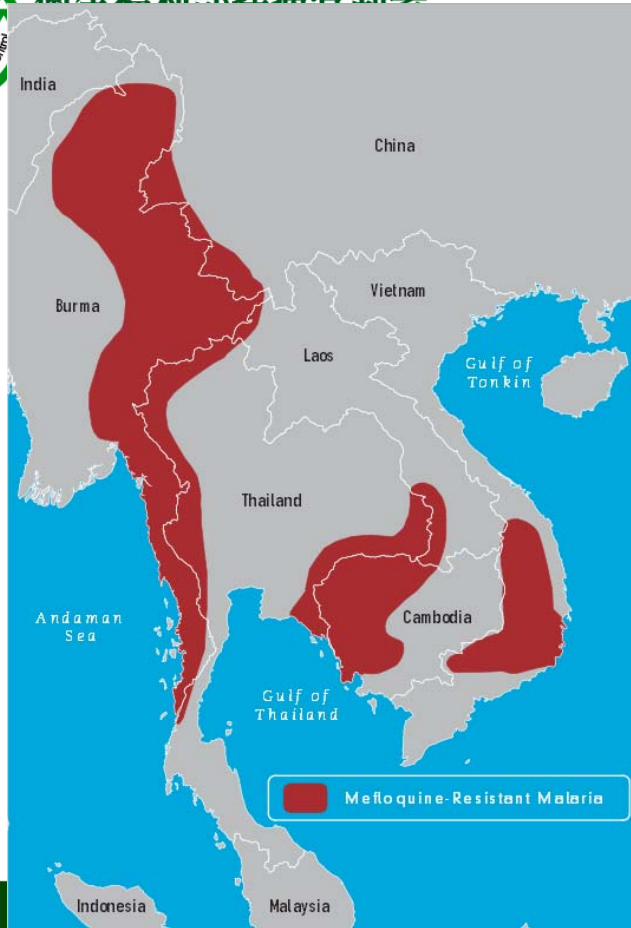 India
China
Burma
Vietnam
Laos
Gulf of
Tonkin
Thailand
Andaman
Sea
Cambodia
Gulf of
Thailand
Mefloquine-Resistant Malaria
Indonesia
Malaysia